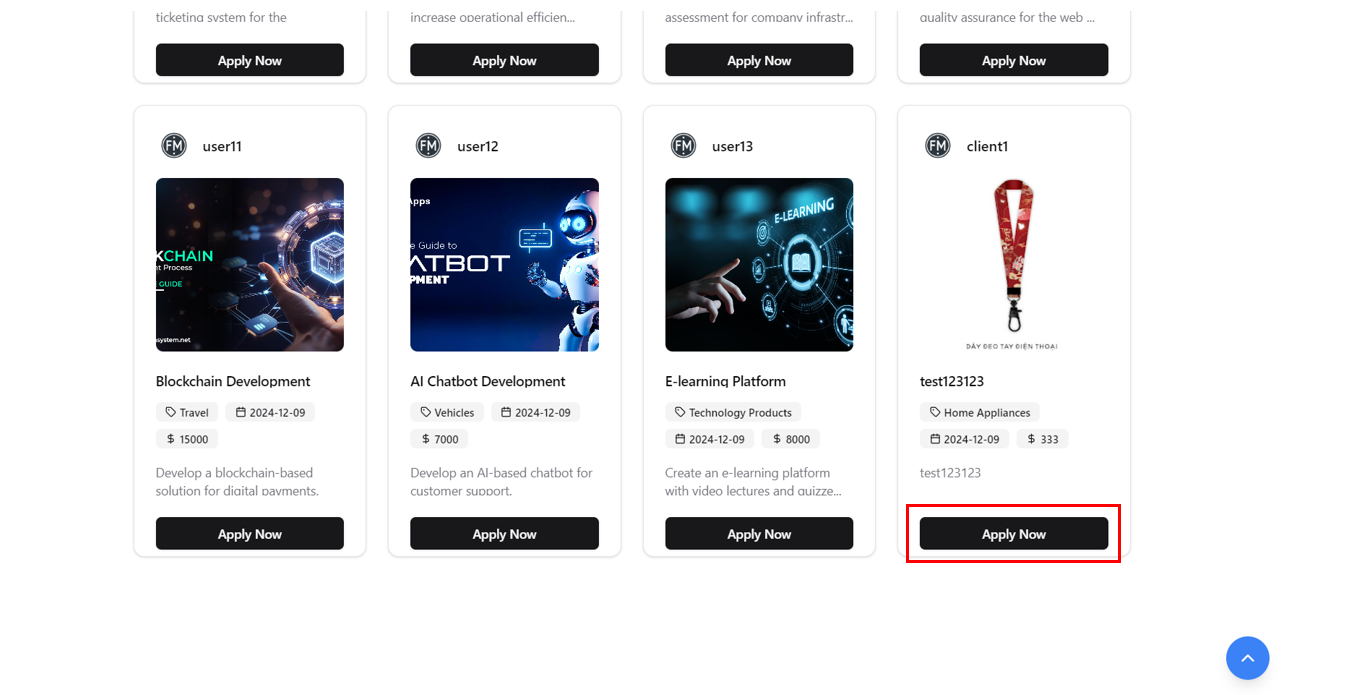 ticketing system for the
increase operational efficien...
assessment for company infrastr...
quality assurance for the web ...
Apply Now
Apply Now
Apply Now
Apply Now
FM
user11
FM
user12
FM
user13
FM
client1
KCHAIN
nt Process
E GUIDE
system.net
Apps
e Guide to
ATBOT
PMENT
E-LEARNING
DÂY ĐEO TAY ĐIỆN THOẠI
Blockchain Development
Travel
2024-12-09
$ 15000
Develop a blockchain-based
solution for digital payments.
Apply Now
AI Chatbot Development
Vehicles
2024-12-09
$ 7000
Develop an AI-based chatbot for
customer support.
Apply Now
E-learning Platform
Technology Products
2024-12-09
$ 8000
Create an e-learning platform
with video lectures and quizze...
Apply Now
test123123
Home Appliances
2024-12-09
$ 333
test123123
Apply Now